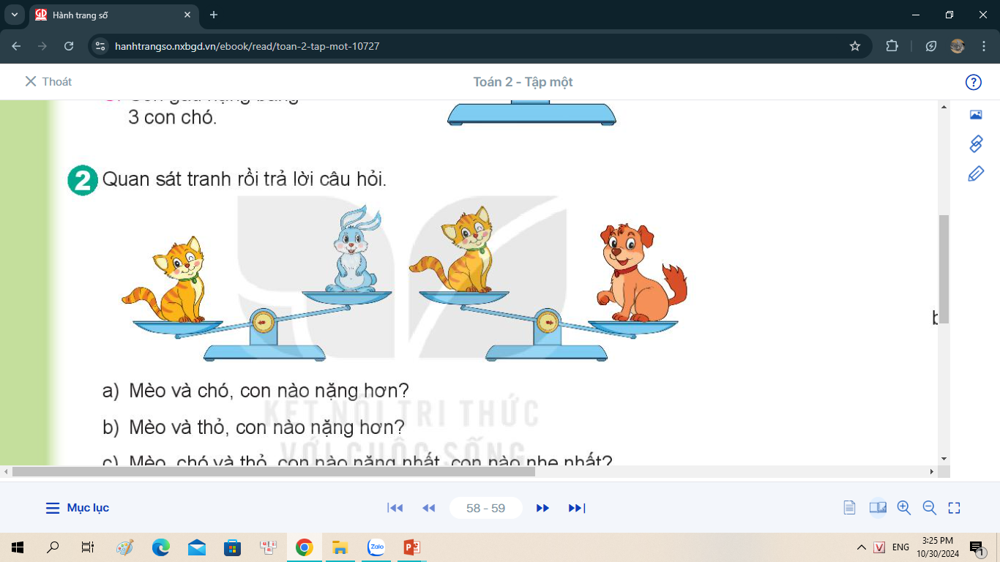 Hành trang số
hanhtrangso.nxbgd.vn/ebook/read/toan-2-tap-mot-10727
Thoát
Toán 2 - Tập một
3 con chó.
2 Quan sát tranh rồi trả lời câu hỏi.
a) Mèo và chó, con nào nặng hơn?
b) Mèo và thỏ, con nào nặng hơn?
c) Mèo, chó và thỏ, con nào nặng nhất, con nào nhẹ nhất?
KẾT NỐI TRI THỨC
VỚI CUỘC SỐNG
Mục lục
58 - 59
Zalo
V
ENG
3:25 PM
10/30/2024
1